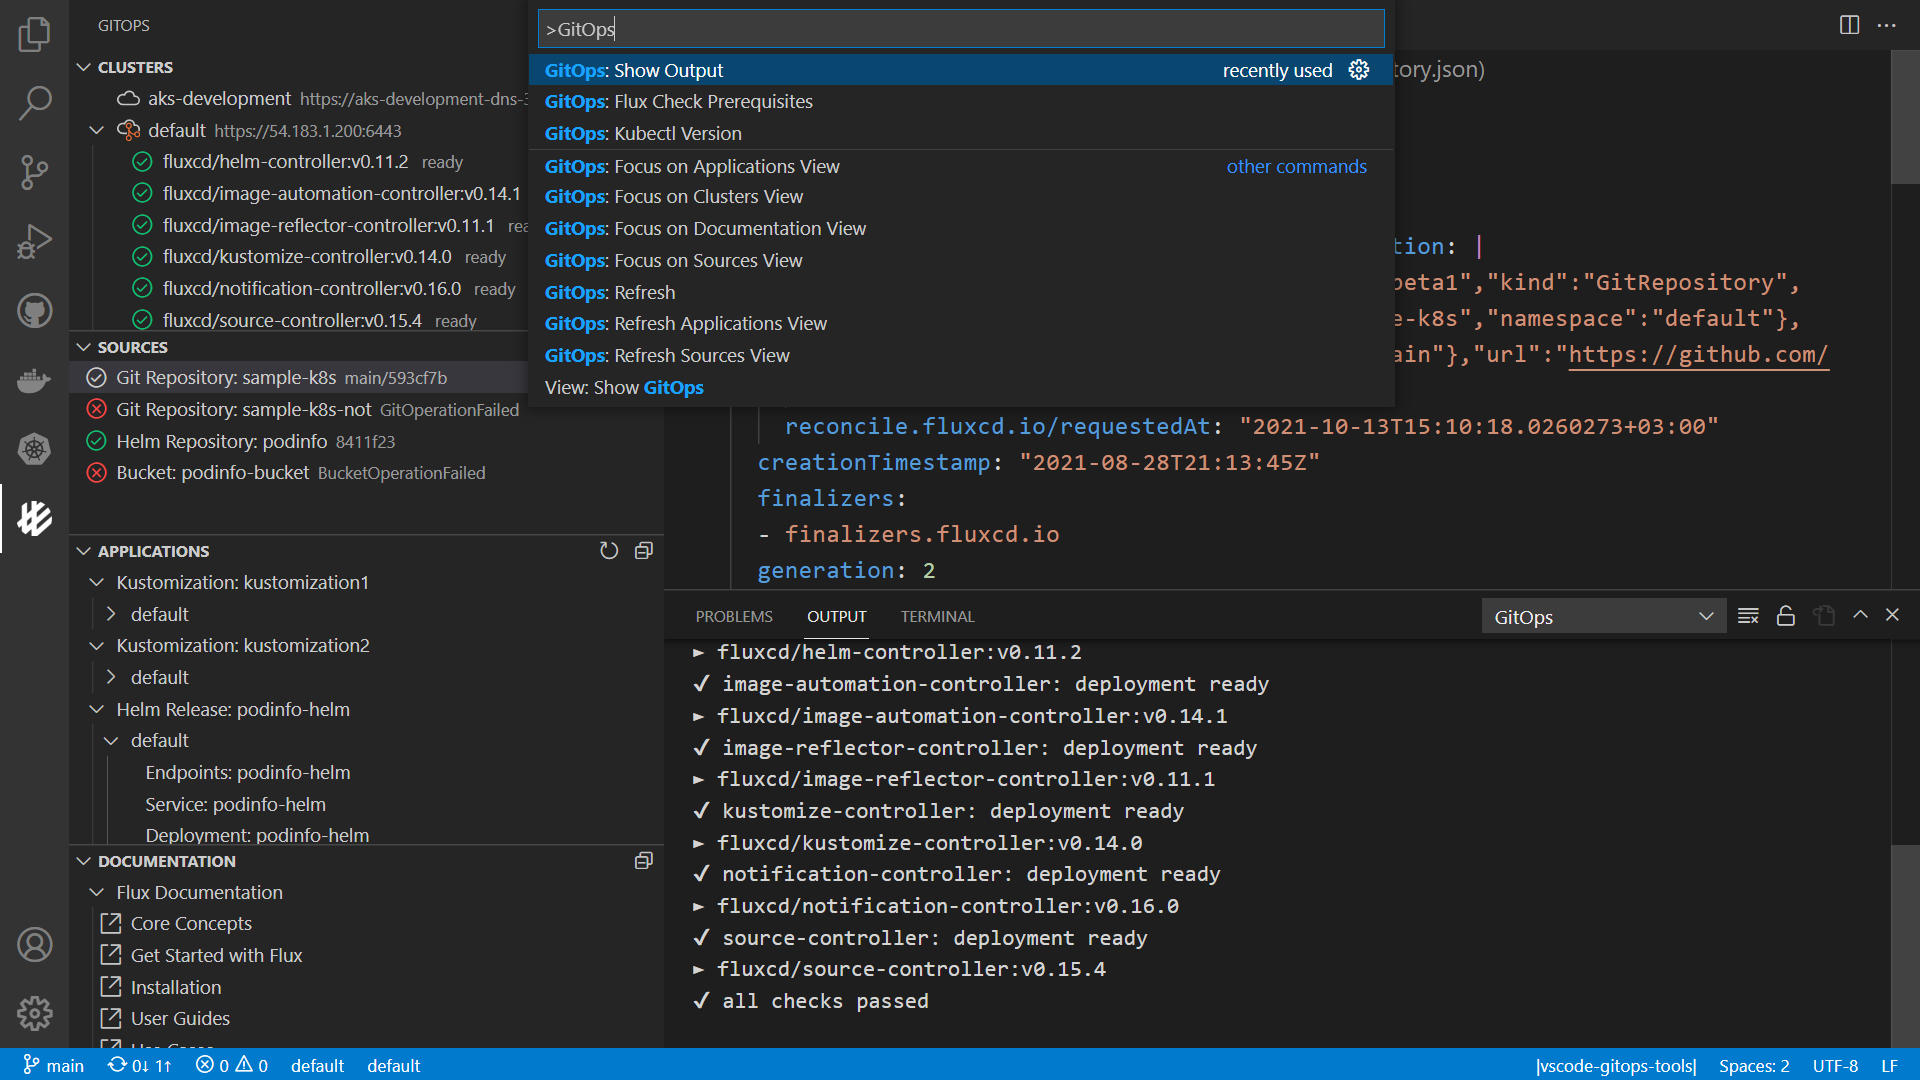 GITOPS
CLUSTERS
aks-development https://aks-development-dns-
default https://54.183.1.200:6443
fluxcd/helm-controller:v0.11.2 ready
fluxcd/image-automation-controller:v0.14.1
fluxcd/image-reflector-controller:v0.11.1
fluxcd/kustomize-controller:v0.14.0 ready
fluxcd/notification-controller:v0.16.0 ready
fluxcd/source-controller:v0.15.4 ready
SOURCES
Git Repository: sample-k8s main/593cf7b
Git Repository: sample-k8s-not GitOperationFailed
Helm Repository: podinfo 8411f23
Bucket: podinfo-bucket BucketOperationFailed
APPLICATIONS
Kustomization: kustomization1
default
Kustomization: kustomization2
default
Helm Release: podinfo-helm
default
Endpoints: podinfo-helm
Service: podinfo-helm
Deployment: podinfo-helm
DOCUMENTATION
Flux Documentation
Core Concepts
Get Started with Flux
Installation
User Guides
>GitOps
GitOps: Show Output recently used
GitOps: Flux Check Prerequisites
GitOps: Kubectl Version
GitOps: Focus on Applications View other commands
GitOps: Focus on Clusters View
GitOps: Focus on Documentation View
GitOps: Focus on Sources View
GitOps: Refresh
GitOps: Refresh Applications View
GitOps: Refresh Sources View
View: Show GitOps
tory.json)
tion: |
beta1","kind":"GitRepository",
e-k8s","namespace":"default"},
ain"},"url":"https://github.com/
reconcile.fluxcd.io/requestedAt: "2021-10-13T15:10:18.0260273+03:00"
creationTimestamp: "2021-08-28T21:13:45Z"
finalizers:
- finalizers.fluxcd.io
generation: 2
PROBLEMS OUTPUT TERMINAL GitOps
► fluxcd/helm-controller:v0.11.2
✔ image-automation-controller: deployment ready
► fluxcd/image-automation-controller:v0.14.1
✔ image-reflector-controller: deployment ready
► fluxcd/image-reflector-controller:v0.11.1
✔ kustomize-controller: deployment ready
► fluxcd/kustomize-controller:v0.14.0
✔ notification-controller: deployment ready
► fluxcd/notification-controller:v0.16.0
✔ source-controller: deployment ready
► fluxcd/source-controller:v0.15.4
✔ all checks passed
main 0↓ 1↑ 0 0 default default |vscode-gitops-tools| Spaces: 2 UTF-8 LF